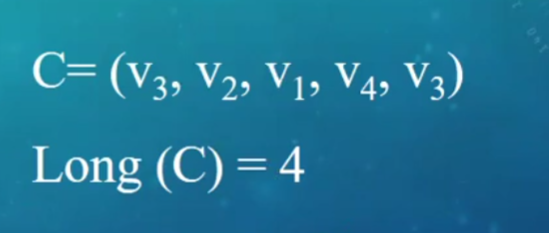 C= (v₃, v₂, v₁, v₄, v₃)
Long (C) = 4